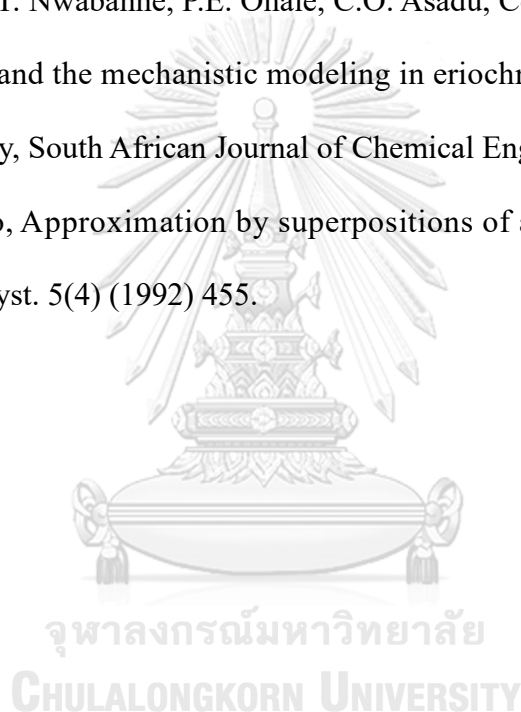 T. Nwabanne, P.E. Onale, C.O. Asadu, C
and the mechanistic modeling in eriochr
y, South African Journal of Chemical Eng
, Approximation by superpositions of a
yst. 5(4) (1992) 455.
จุฬาลงกรณ์มหาวิทยาลัย
CHULALONGKORN UNIVERSITY